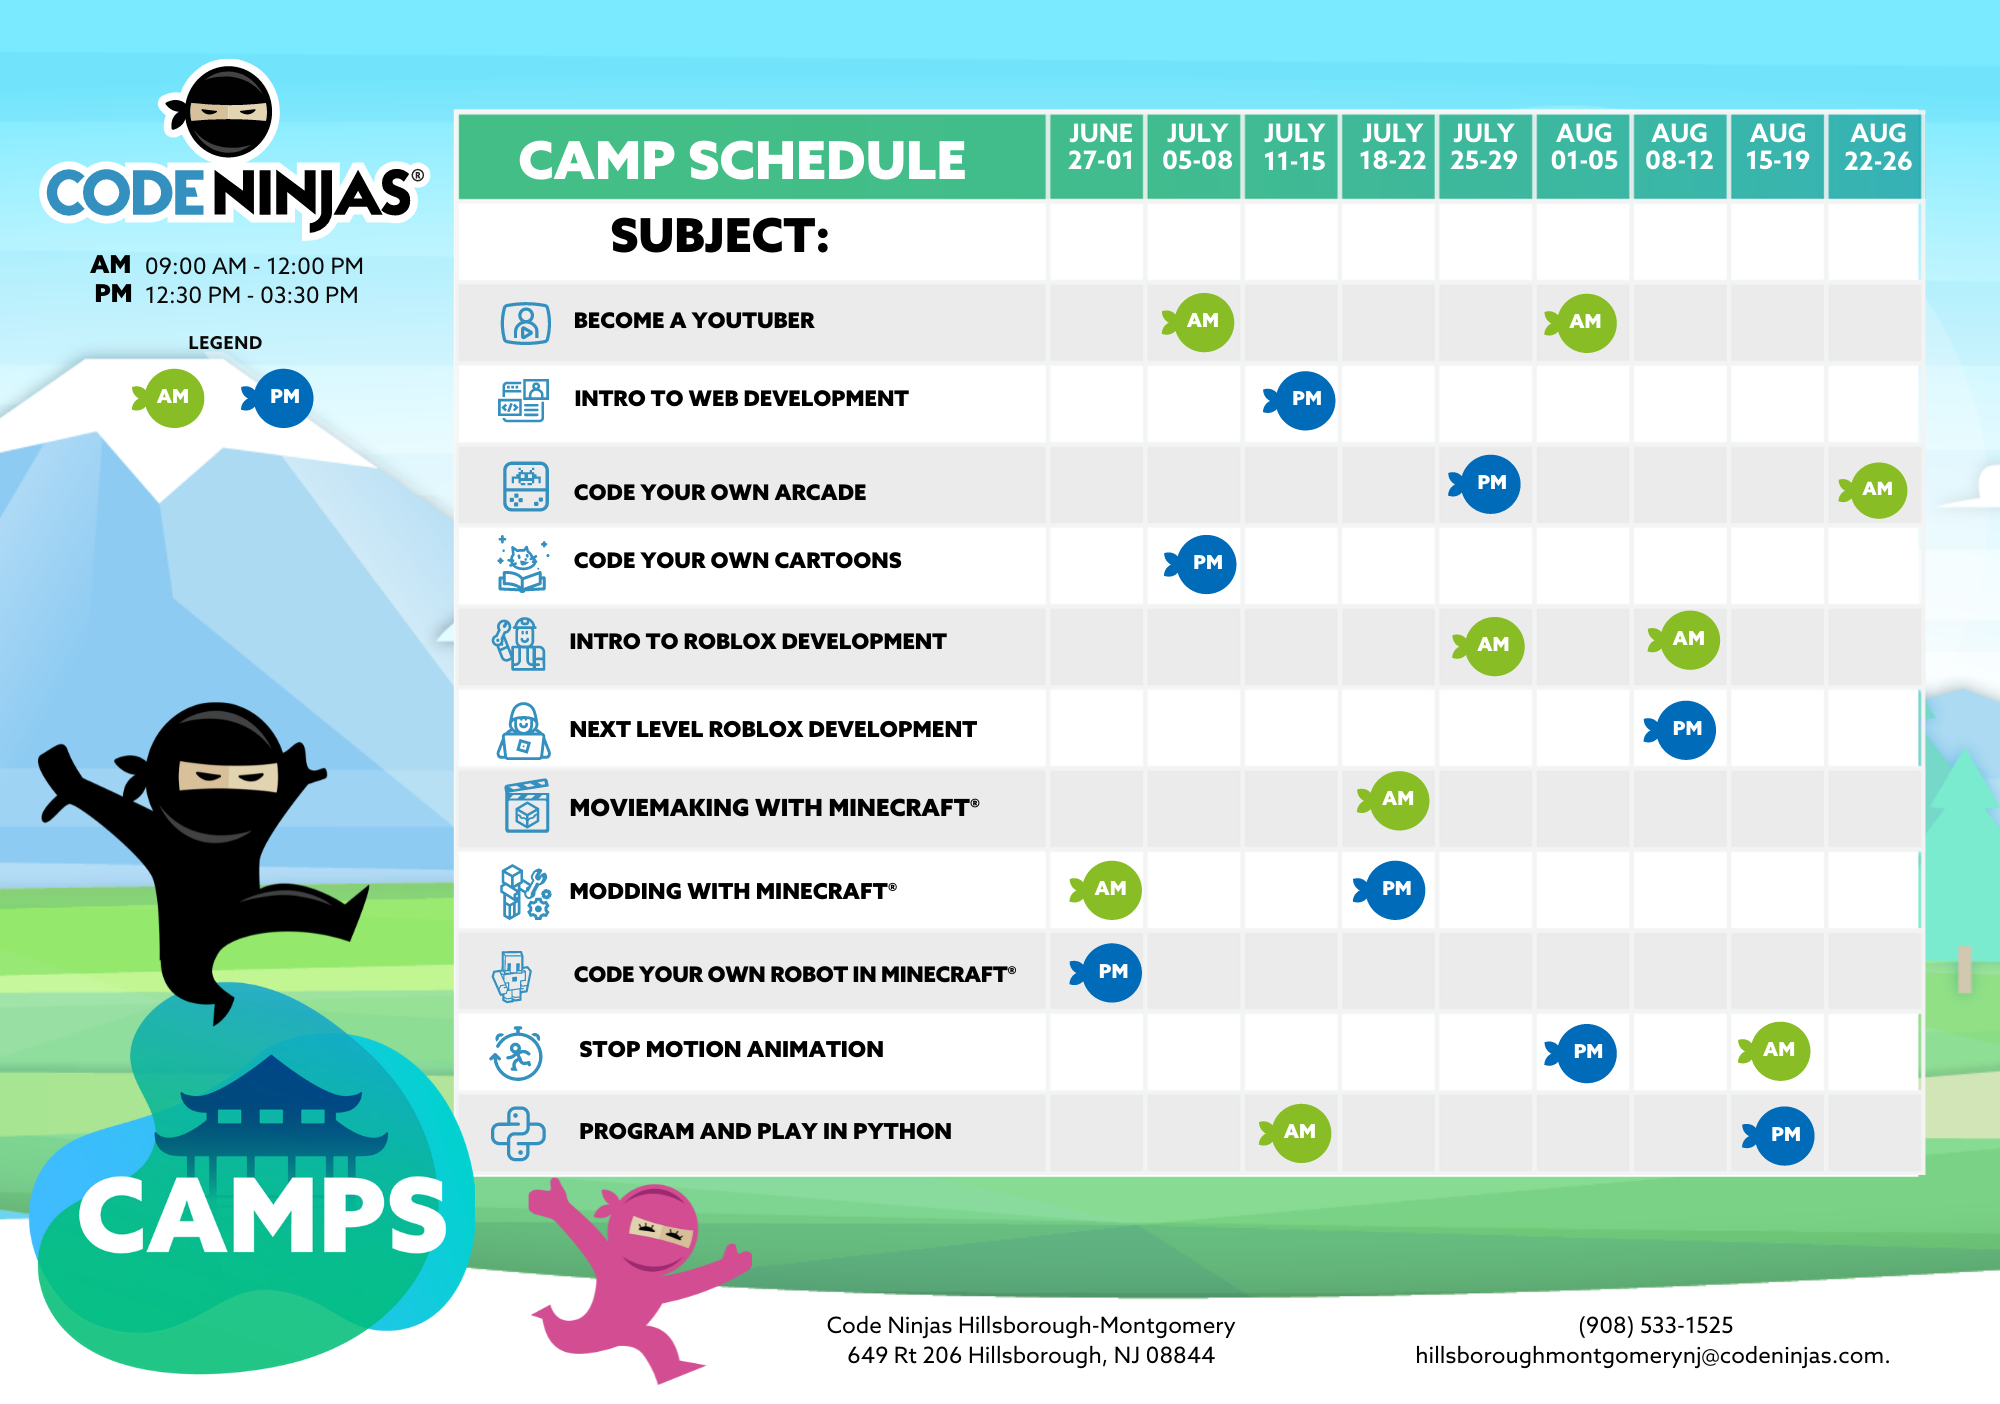 CODE NINJAS®
AM 09:00 AM - 12:00 PM
PM 12:30 PM - 03:30 PM
LEGEND
AM PM
CAMP SCHEDULE
JUNE 27-01
JULY 05-08
JULY 11-15
JULY 18-22
JULY 25-29
AUG 01-05
AUG 08-12
AUG 15-19
AUG 22-26
SUBJECT:
BECOME A YOUTUBER AM AM
INTRO TO WEB DEVELOPMENT PM
CODE YOUR OWN ARCADE PM AM
CODE YOUR OWN CARTOONS PM
INTRO TO ROBLOX DEVELOPMENT AM AM
NEXT LEVEL ROBLOX DEVELOPMENT PM
MOVIEMAKING WITH MINECRAFT® AM
MODDING WITH MINECRAFT® AM PM
CODE YOUR OWN ROBOT IN MINECRAFT® PM
STOP MOTION ANIMATION PM AM
PROGRAM AND PLAY IN PYTHON AM PM
CAMPS
Code Ninjas Hillsborough-Montgomery
649 Rt 206 Hillsborough, NJ 08844
(908) 533-1525
hillsboroughmontgomerynj@codeninjas.com.